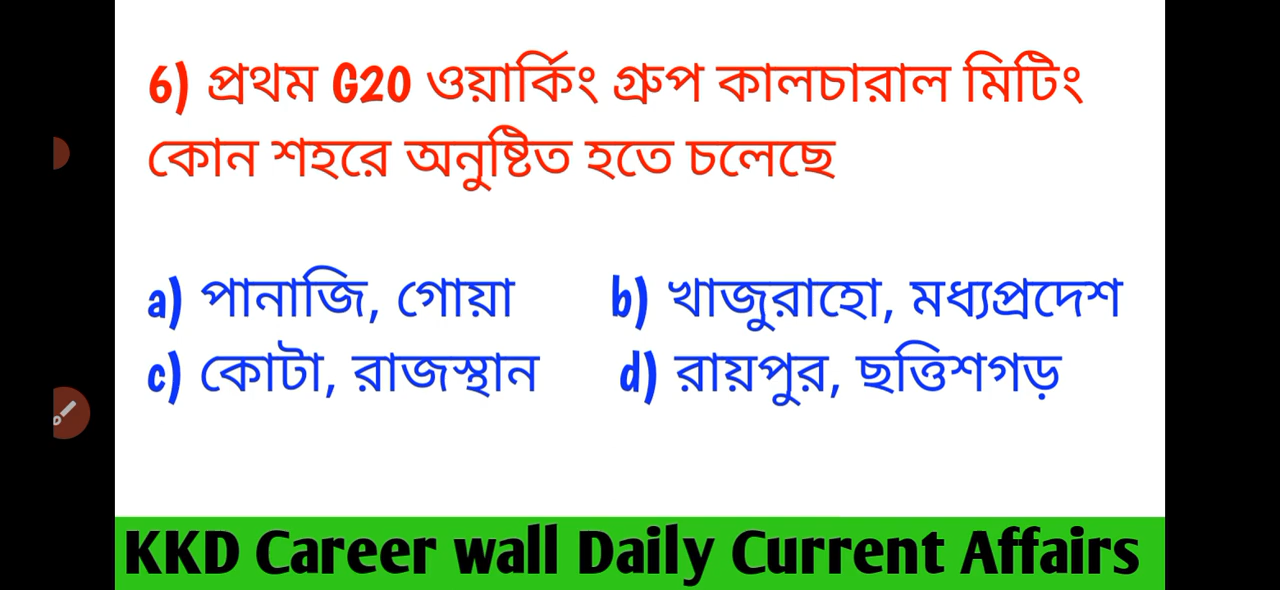 6) প্রথম G20 ওয়ার্কিং গ্রুপ কালচারাল মিটিং
কোন শহরে অনুষ্টিত হতে চলেছে
a) পানাজি, গোয়া b) খাজুরাহো, মধ্যপ্রদেশ
c) কোটা, রাজস্থান d) রায়পুর, ছত্তিশগড়
KKD Career wall Daily Current Affairs